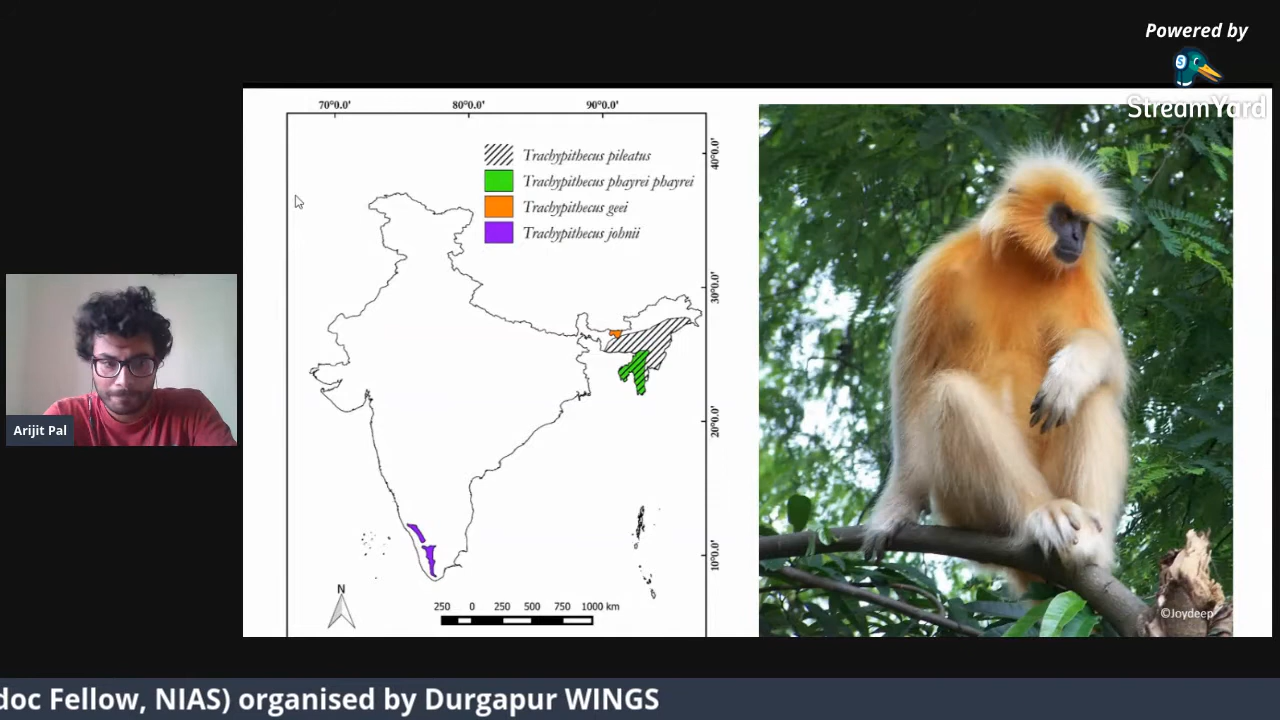 Powered by
StreamYard
70°0.0'
80°0.0'
90°0.0'
40°0.0'
30°0.0'
20°0.0'
10°0.0'
Trachypithecus pileatus
Trachypithecus phayrei phayrei
Trachypithecus geei
Trachypithecus johnii
N
250 0 250 500 750 1000 km
©Joydeep
Arijit Pal
doc Fellow, NIAS) organised by Durgapur WINGS